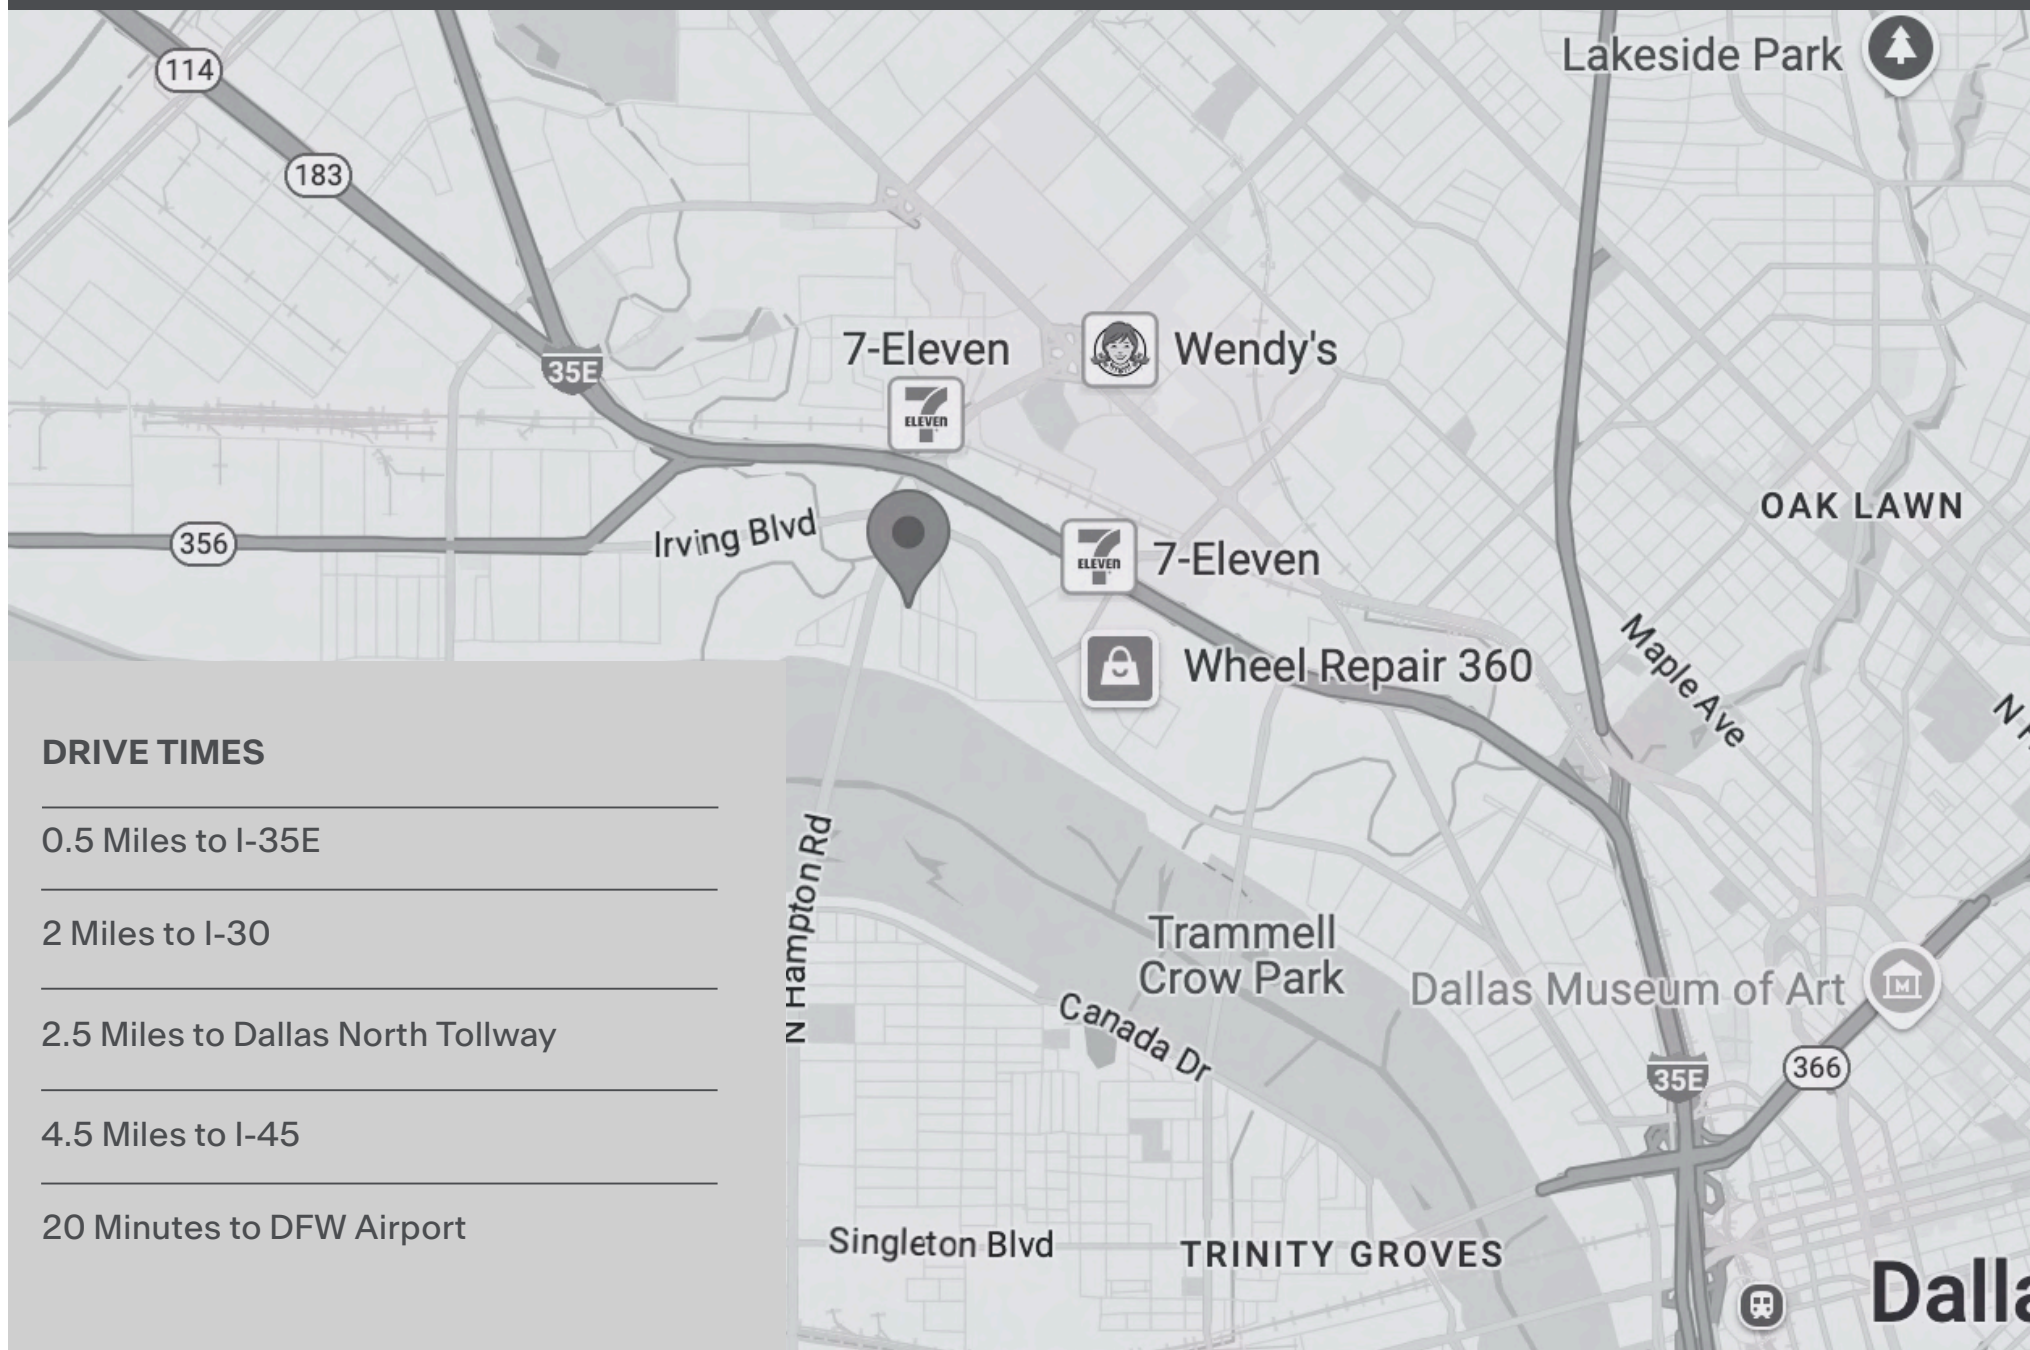 Lakeside Park
114
183
7-Eleven
Wendy's
35E
7
ELEVEN
OAK LAWN
Irving Blvd
356
7
ELEVEN
7-Eleven
Maple Ave
Wheel Repair 360
DRIVE TIMES
0.5 Miles to I-35E
2 Miles to I-30
2.5 Miles to Dallas North Tollway
4.5 Miles to I-45
20 Minutes to DFW Airport
N Hampton Rd
Trammell
Crow Park
Dallas Museum of Art
M
Canada Dr
35E
366
Singleton Blvd
TRINITY GROVES
Dalla